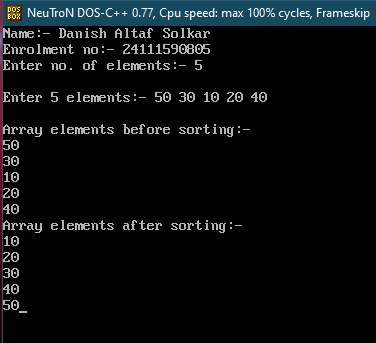 DOS BOX NeuTroN DOS-C++ 0.77, Cpu speed: max 100% cycles, Frameskip
Name:- Danish Altaf Solkar
Enrolment no:- 24111590805
Enter no. of elements:- 5
Enter 5 elements:- 50 30 10 20 40
Array elements before sorting:-
50
30
10
20
40
Array elements after sorting:-
10
20
30
40
50_